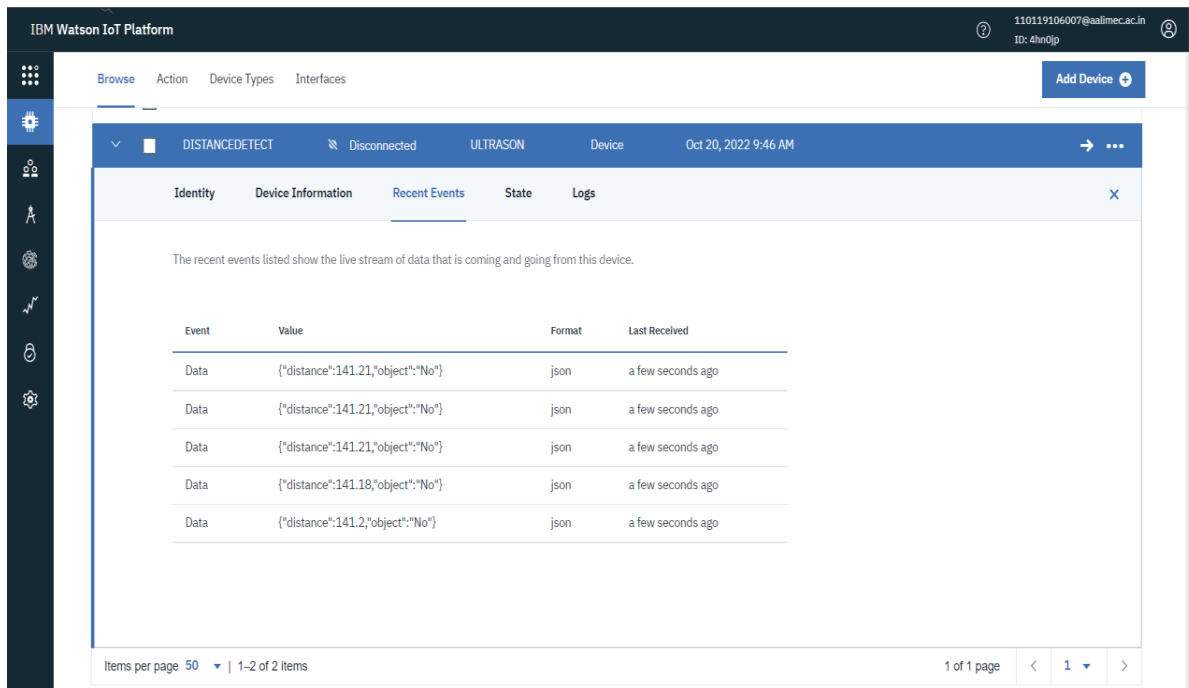 IBM Watson IoT Platform
110119106007@aalimec.ac.in
ID: 4hn0jp
Browse Action Device Types Interfaces Add Device
DISTANCEDETECT Disconnected ULTRASON Device Oct 20, 2022 9:46 AM
Identity Device Information Recent Events State Logs
The recent events listed show the live stream of data that is coming and going from this device.
Event Value Format Last Received
Data {"distance":141.21,"object":"No"} json a few seconds ago
Data {"distance":141.21,"object":"No"} json a few seconds ago
Data {"distance":141.21,"object":"No"} json a few seconds ago
Data {"distance":141.18,"object":"No"} json a few seconds ago
Data {"distance":141.2,"object":"No"} json a few seconds ago
Items per page 50 | 1–2 of 2 items 1 of 1 page 1